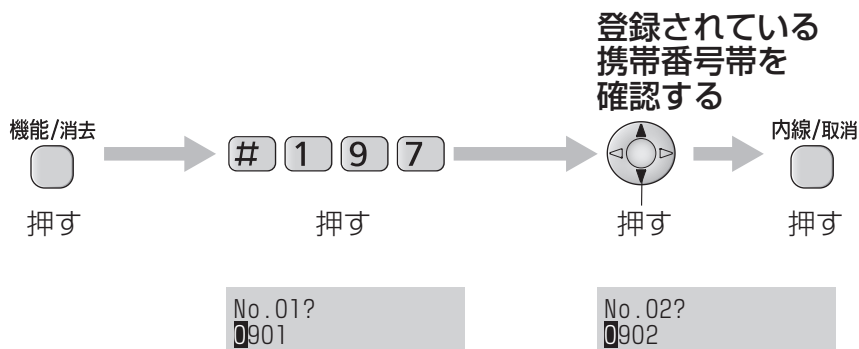 登録されている
携帯番号帯を
確認する
機能/消去
# 1 9 7
内線/取消
押す
押す
押す
押す
No.01?
0901
No.02?
0902